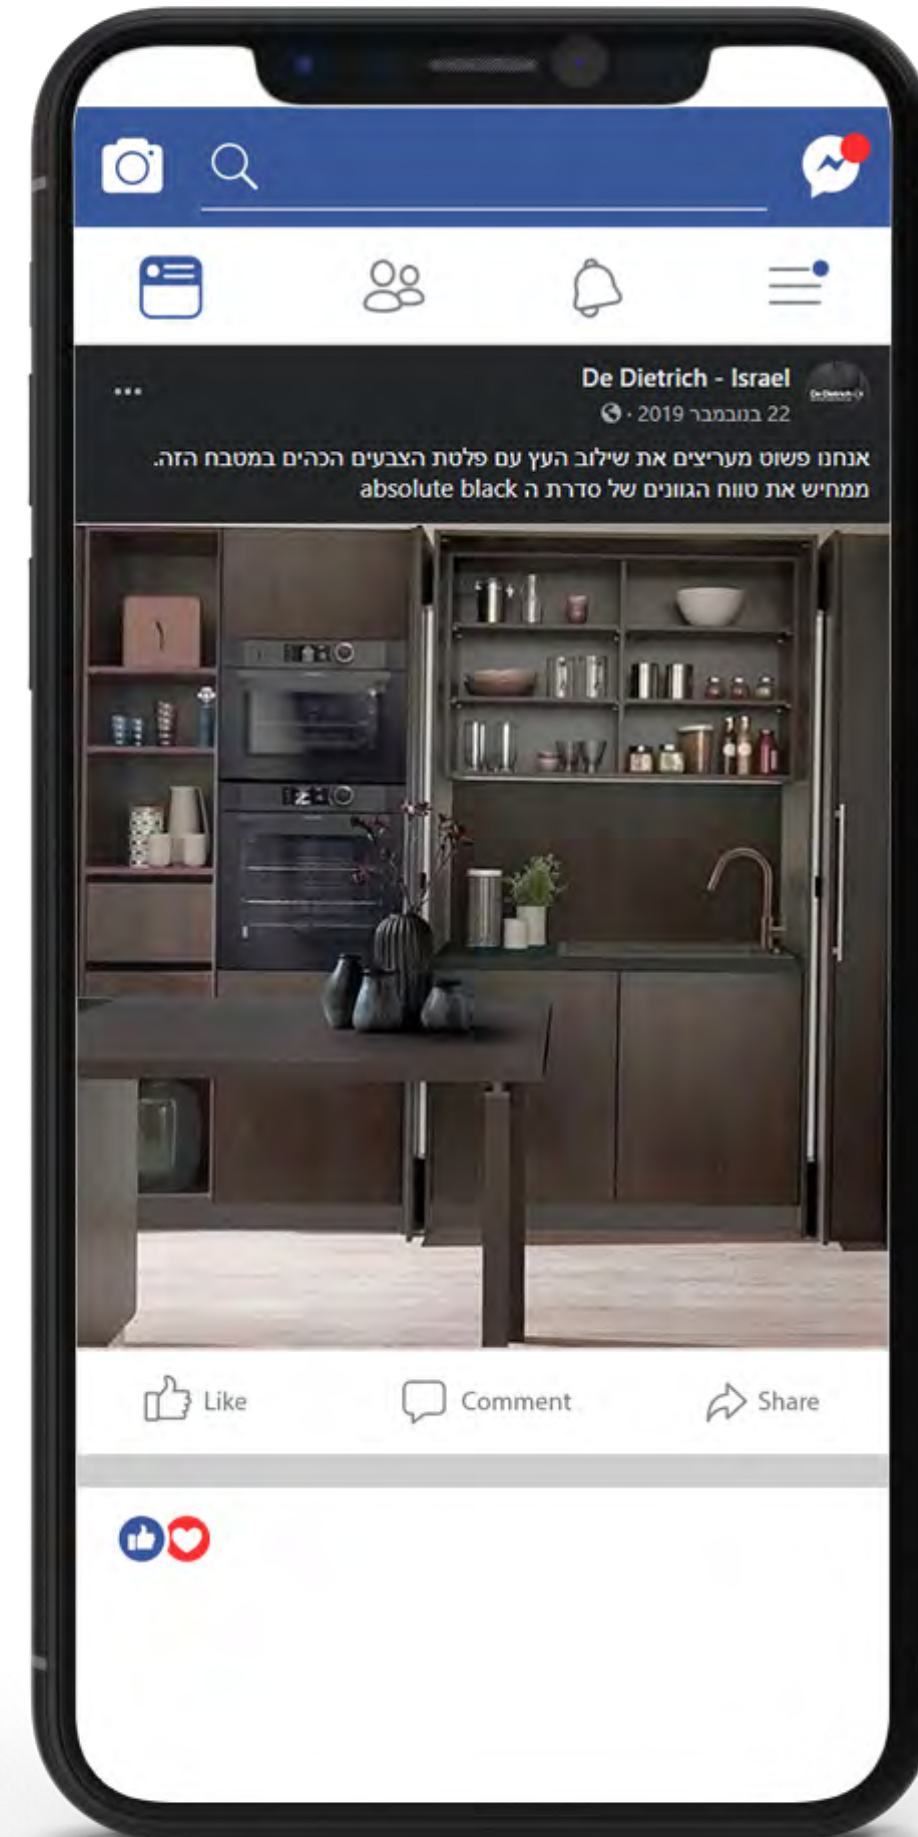 De Dietrich - Israel
22 בנובמבר 2019 ·
אנחנו פשוט מעריצים את שילוב העץ עם פלטת הצבעים הכהים במטבח הזה.
ממחיש את טווח הגוונים של סדרת ה absolute black
Like
Comment
Share